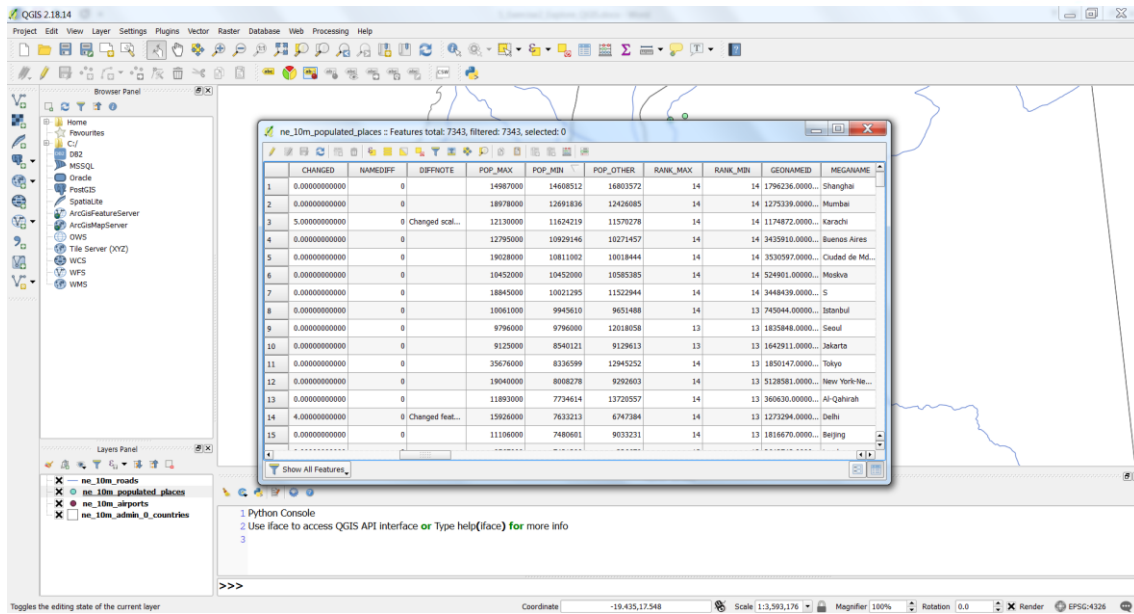 QGIS 2.18.14
Project Edit View Layer Settings Plugins Vector Raster Database Web Processing Help
Browser Panel
Home
Favourites
C:/
DB2
MSSQL
Oracle
PostGIS
SpatiaLite
ArcGisFeatureServer
ArcGisMapServer
OWS
Tile Server (XYZ)
WCS
WFS
WMS
ne_10m_populated_places :: Features total: 7343, filtered: 7343, selected: 0
CHANGED NAMEDIFF DIFFNOTE POP_MAX POP_MIN POP_OTHER RANK_MAX RANK_MIN GEONAMEID MEGANAME
1 0.00000000000 0 14987000 14608512 16803572 14 14 1796236.0000... Shanghai
2 0.00000000000 0 18978000 12691836 12426085 14 14 1275339.0000... Mumbai
3 5.00000000000 0 Changed scal... 12130000 11624219 11570278 14 14 1174872.0000... Karachi
4 0.00000000000 0 12795000 10929146 10271457 14 14 3435910.0000... Buenos Aires
5 0.00000000000 0 19028000 10811002 10018444 14 14 3530597.0000... Ciudad de Md...
6 0.00000000000 0 10452000 10452000 10585385 14 14 524901.00000... Moskva
7 0.00000000000 0 18845000 10021295 11522944 14 14 3448439.0000... S
8 0.00000000000 0 10061000 9945610 9651488 14 13 745044.00000... Istanbul
9 0.00000000000 0 9796000 9796000 12018058 13 13 1835848.0000... Seoul
10 0.00000000000 0 9125000 8540121 9129613 13 13 1642911.0000... Jakarta
11 0.00000000000 0 35676000 8336599 12945252 14 13 1850147.0000... Tokyo
12 0.00000000000 0 19040000 8008278 9292603 14 13 5128581.0000... New York-Ne...
13 0.00000000000 0 11893000 7734614 13720557 14 13 360630.00000... Al-Qahirah
14 4.00000000000 0 Changed feat... 15926000 7633213 6747384 14 13 1273294.0000... Delhi
15 0.00000000000 0 11106000 7480601 9033231 14 13 1816670.0000... Beijing
Show All Features
Layers Panel
ne_10m_roads
ne_10m_populated_places
ne_10m_airports
ne_10m_admin_0_countries
1 Python Console
2 Use iface to access QGIS API interface or Type help(iface) for more info
3
>>>
Toggles the editing state of the current layer Coordinate -19.435,17.548 Scale 1:3,593,176 Magnifier 100% Rotation 0.0 Render EPSG:4326